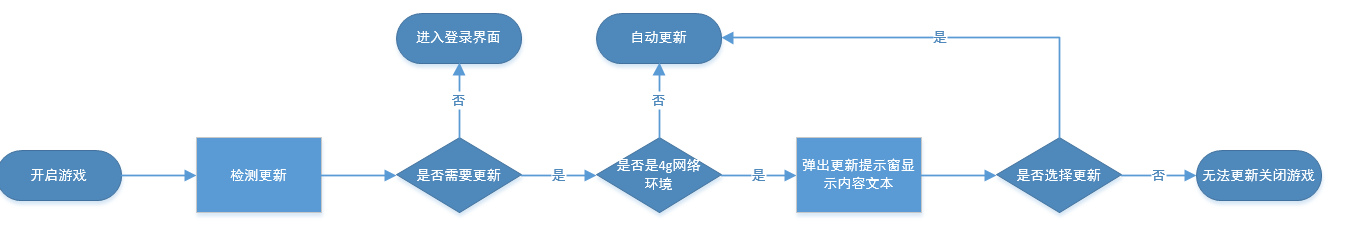 进入登录界面
自动更新
是
否
否
开启游戏
检测更新
是否需要更新
是
是否是4g网络
环境
是
弹出更新提示窗显
示内容文本
是否选择更新
否
无法更新关闭游戏